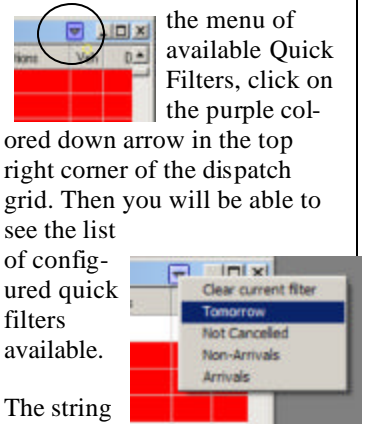 the menu of
available Quick
Filters, click on
the purple col-
ored down arrow in the top
right corner of the dispatch
grid. Then you will be able to
see the list
of config-
ured quick
filters
available.
The string
Veh
Clear current filter
Tomorrow
Not Cancelled
Non-Arrivals
Arrivals